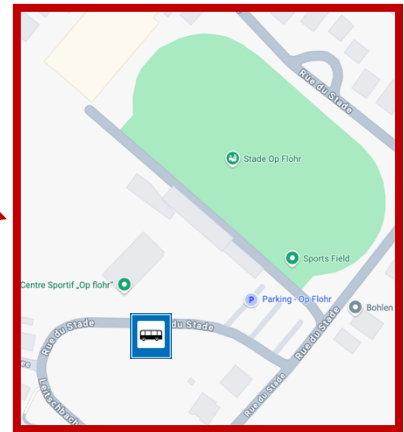 Rue du Stade
Stade Op Flohr
Sports Field
Centre Sportif „Op flohr“
P Parking - Op Flohr
Bohlen
Rue du Stade
du Stade
Rue du Stade
Rue du Stade
Leitschbach